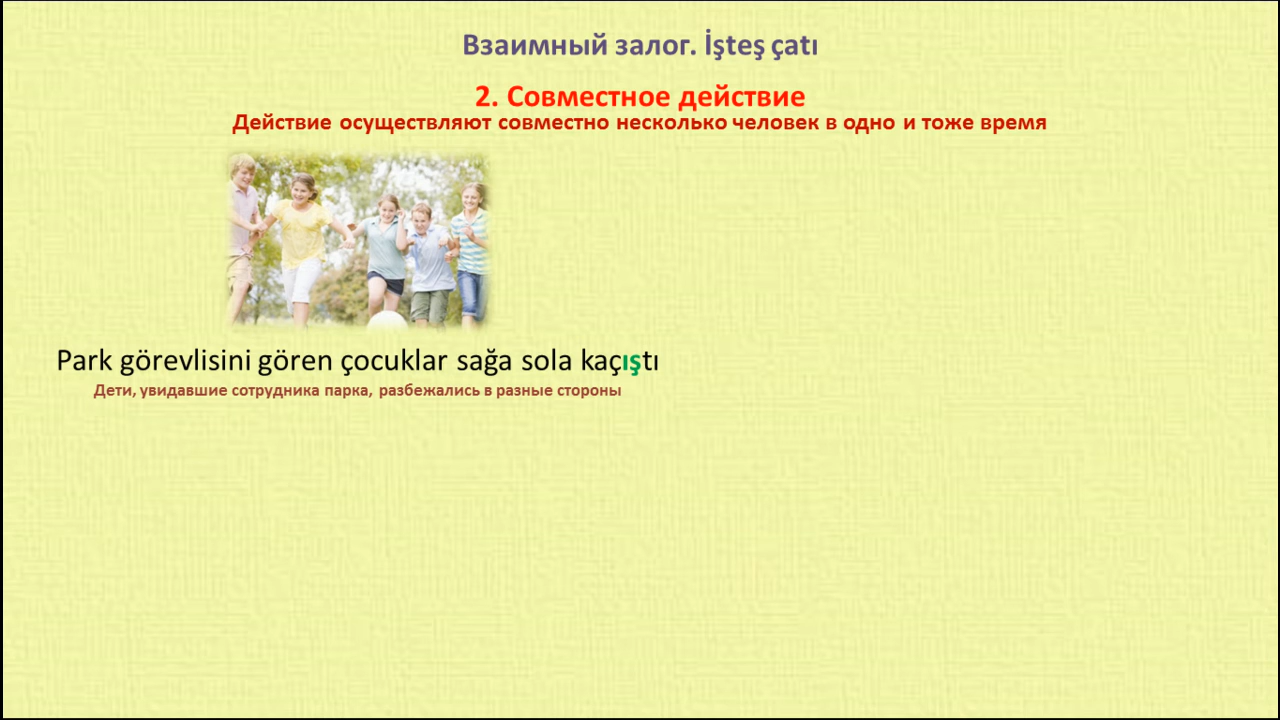 Взаимный залог. İşteş çatı
2. Совместное действие
Действие осуществляют совместно несколько человек в одно и тоже время
Park görevlisini gören çocuklar sağa sola kaçıştı
Дети, увидавшие сотрудника парка, разбежались в разные стороны